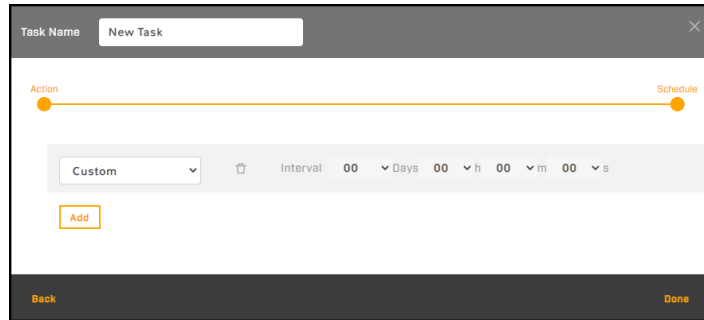 Task Name New Task
Action Schedule
Custom Interval 00 Days 00 h 00 m 00 s
Add
Back Done